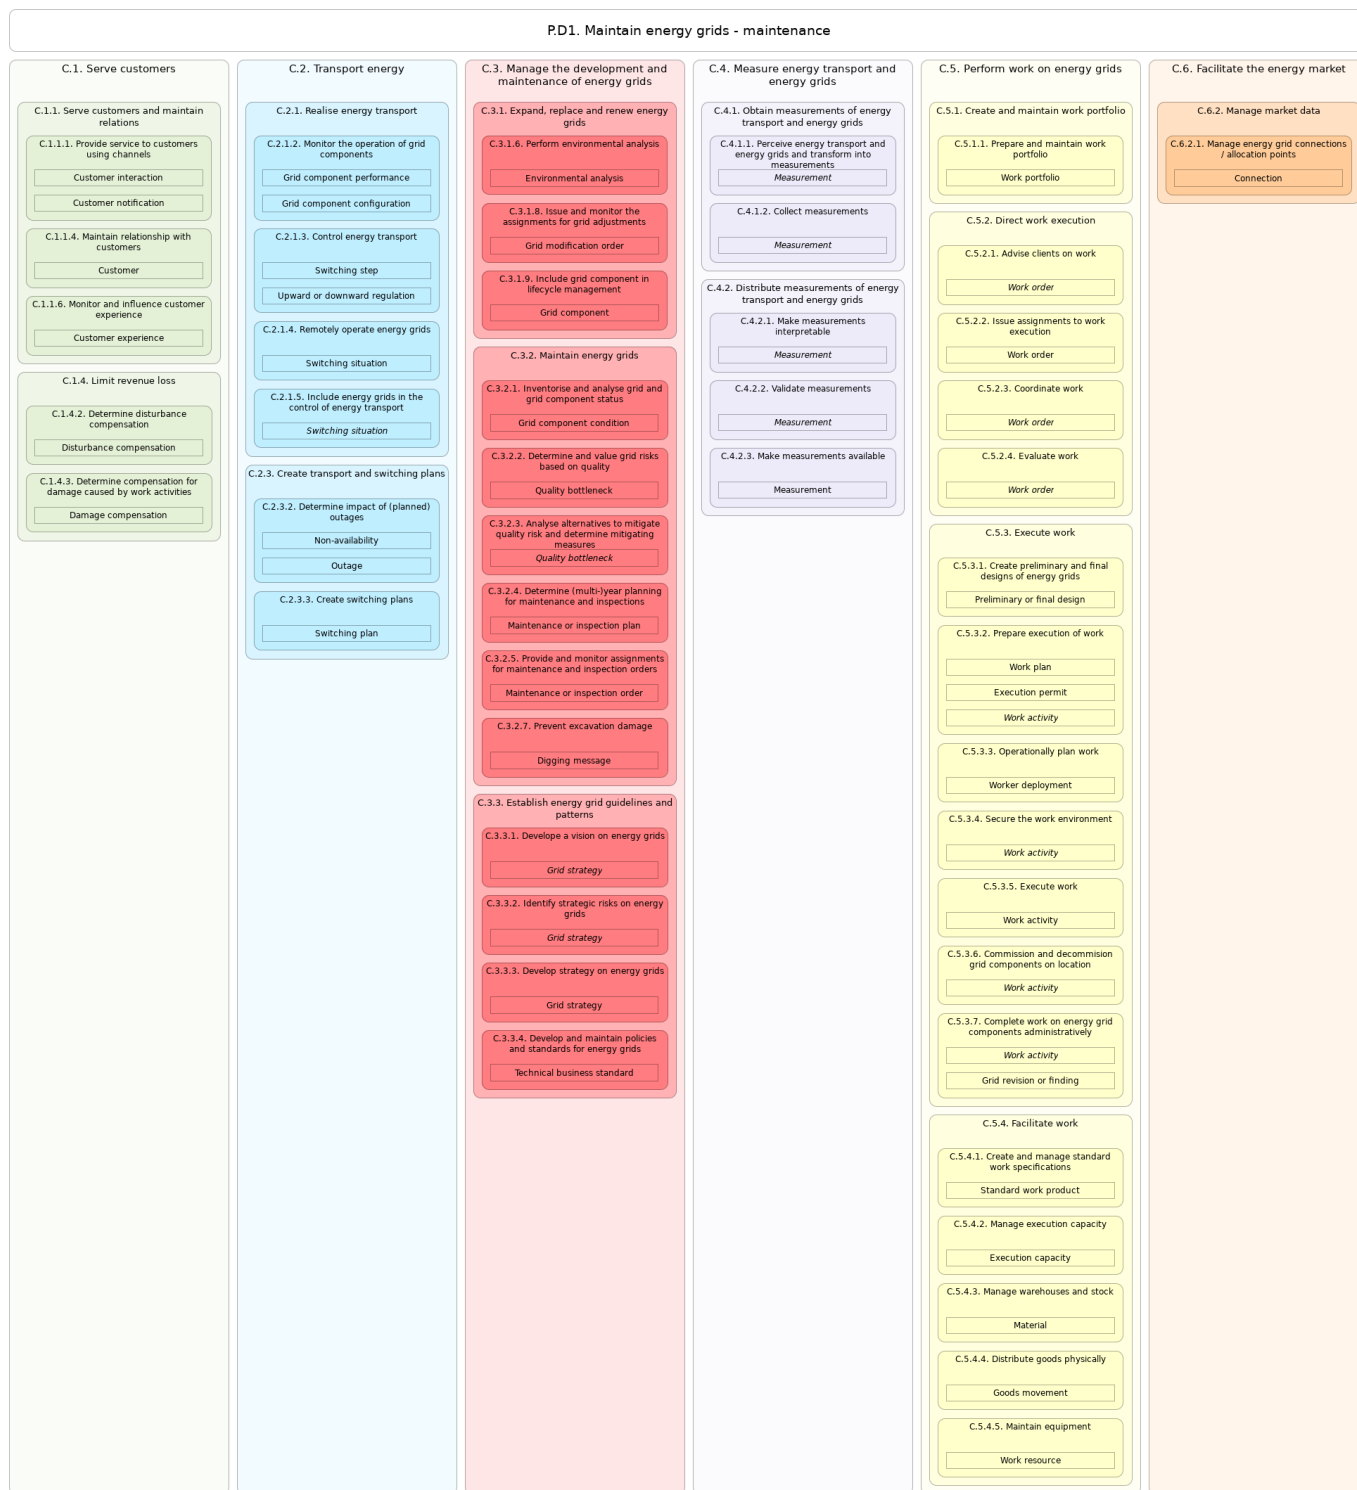 P.D1. Maintain energy grids - maintenance
C.1. Serve customers
C.1.1. Serve customers and maintain
relations
C.1.1.1. Provide service to customers
using channels
Customer interaction
Customer notification
C.1.1.4. Maintain relationship with
customers
Customer
C.1.1.6. Monitor and influence customer
experience
Customer experience
C.1.4. Limit revenue loss
C.1.4.2. Determine disturbance
compensation
Disturbance compensation
C.1.4.3. Determine compensation for
damage caused by work activities
Damage compensation
C.2. Transport energy
C.2.1. Realise energy transport
C.2.1.2. Monitor the operation of grid
components
Grid component performance
Grid component configuration
C.2.1.3. Control energy transport
Switching step
Upward or downward regulation
C.2.1.4. Remotely operate energy grids
Switching situation
C.2.1.5. Include energy grids in the
control of energy transport
Switching situation
C.2.3. Create transport and switching plans
C.2.3.2. Determine impact of (planned)
outages
Non-availability
Outage
C.2.3.3. Create switching plans
Switching plan
C.3. Manage the development and
maintenance of energy grids
C.3.1. Expand, replace and renew energy
grids
C.3.1.6. Perform environmental analysis
Environmental analysis
C.3.1.8. Issue and monitor the
assignments for grid adjustments
Grid modification order
C.3.1.9. Include grid component in
lifecycle management
Grid component
C.3.2. Maintain energy grids
C.3.2.1. Inventorise and analyse grid and
grid component status
Grid component condition
C.3.2.2. Determine and value grid risks
based on quality
Quality bottleneck
C.3.2.3. Analyse alternatives to mitigate
quality risk and determine mitigating
measures
Quality bottleneck
C.3.2.4. Determine (multi-)year planning
for maintenance and inspections
Maintenance or inspection plan
C.3.2.5. Provide and monitor assignments
for maintenance and inspection orders
Maintenance or inspection order
C.3.2.7. Prevent excavation damage
Digging message
C.3.3. Establish energy grid guidelines and
patterns
C.3.3.1. Develope a vision on energy grids
Grid strategy
C.3.3.2. Identify strategic risks on energy
grids
Grid strategy
C.3.3.3. Develop strategy on energy grids
Grid strategy
C.3.3.4. Develop and maintain policies
and standards for energy grids
Technical business standard
C.4. Measure energy transport and
energy grids
C.4.1. Obtain measurements of energy
transport and energy grids
C.4.1.1. Perceive energy transport and
energy grids and transform into
measurements
Measurement
C.4.1.2. Collect measurements
Measurement
C.4.2. Distribute measurements of energy
transport and energy grids
C.4.2.1. Make measurements
interpretable
Measurement
C.4.2.2. Validate measurements
Measurement
C.4.2.3. Make measurements available
Measurement
C.5. Perform work on energy grids
C.5.1. Create and maintain work portfolio
C.5.1.1. Prepare and maintain work
portfolio
Work portfolio
C.5.2. Direct work execution
C.5.2.1. Advise clients on work
Work order
C.5.2.2. Issue assignments to work
execution
Work order
C.5.2.3. Coordinate work
Work order
C.5.2.4. Evaluate work
Work order
C.5.3. Execute work
C.5.3.1. Create preliminary and final
designs of energy grids
Preliminary or final design
C.5.3.2. Prepare execution of work
Work plan
Execution permit
Work activity
C.5.3.3. Operationally plan work
Worker deployment
C.5.3.4. Secure the work environment
Work activity
C.5.3.5. Execute work
Work activity
C.5.3.6. Commission and decommision
grid components on location
Work activity
C.5.3.7. Complete work on energy grid
components administratively
Work activity
Grid revision or finding
C.5.4. Facilitate work
C.5.4.1. Create and manage standard
work specifications
Standard work product
C.5.4.2. Manage execution capacity
Execution capacity
C.5.4.3. Manage warehouses and stock
Material
C.5.4.4. Distribute goods physically
Goods movement
C.5.4.5. Maintain equipment
Work resource
C.6. Facilitate the energy market
C.6.2. Manage market data
C.6.2.1. Manage energy grid connections
/ allocation points
Connection